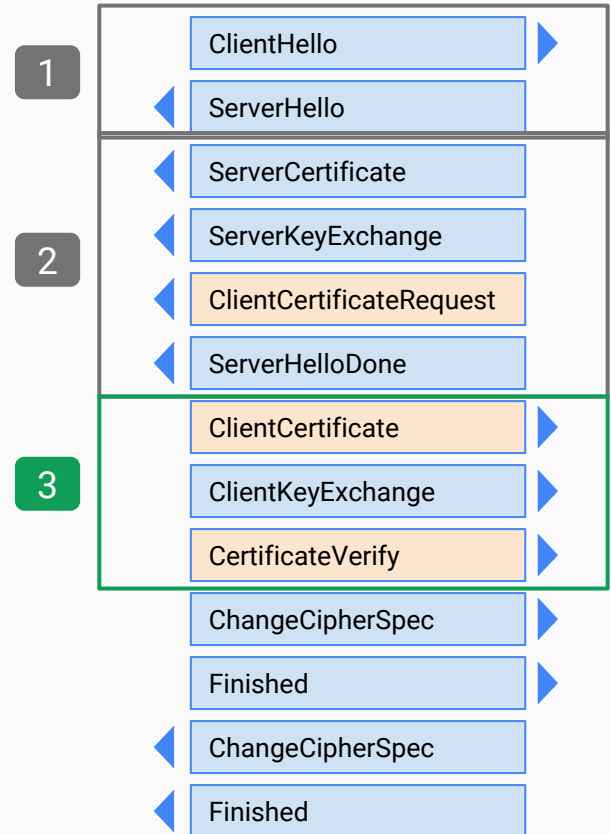 1
ClientHello
ServerHello
2
ServerCertificate
ServerKeyExchange
ClientCertificateRequest
ServerHelloDone
3
ClientCertificate
ClientKeyExchange
CertificateVerify
ChangeCipherSpec
Finished
ChangeCipherSpec
Finished